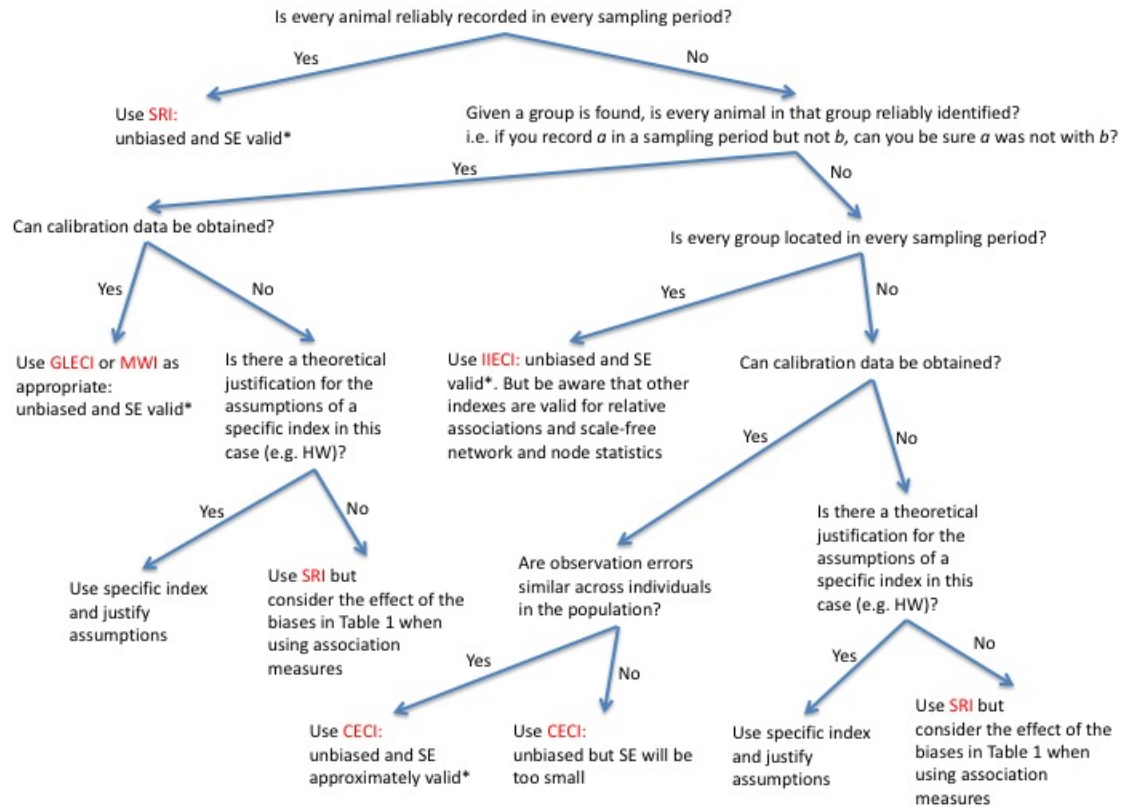 Is every animal reliably recorded in every sampling period?
Yes
No
Use SRI:
unbiased and SE valid*
Given a group is found, is every animal in that group reliably identified?
i.e. if you record a in a sampling period but not b, can you be sure a was not with b?
Yes
No
Can calibration data be obtained?
Is every group located in every sampling period?
Yes
No
Yes
No
Use GLECI or MWI as
appropriate:
unbiased and SE valid*
Is there a theoretical
justification for the
assumptions of a
specific index in this
case (e.g. HW)?
Use IIECI: unbiased and SE
valid*. But be aware that other
indexes are valid for relative
associations and scale-free
network and node statistics
Can calibration data be obtained?
Yes
No
Yes
No
Use specific index
and justify
assumptions
Use SRI but
consider the effect of the
biases in Table 1 when
using association
measures
Are observation errors
similar across individuals
in the population?
Is there a theoretical
justification for the
assumptions of a
specific index in this
case (e.g. HW)?
Yes
No
Yes
No
Use CECI:
unbiased and SE
approximately valid*
Use CECI:
unbiased but SE will be
too small
Use specific index
and justify
assumptions
Use SRI but
consider the effect of the
biases in Table 1 when
using association
measures